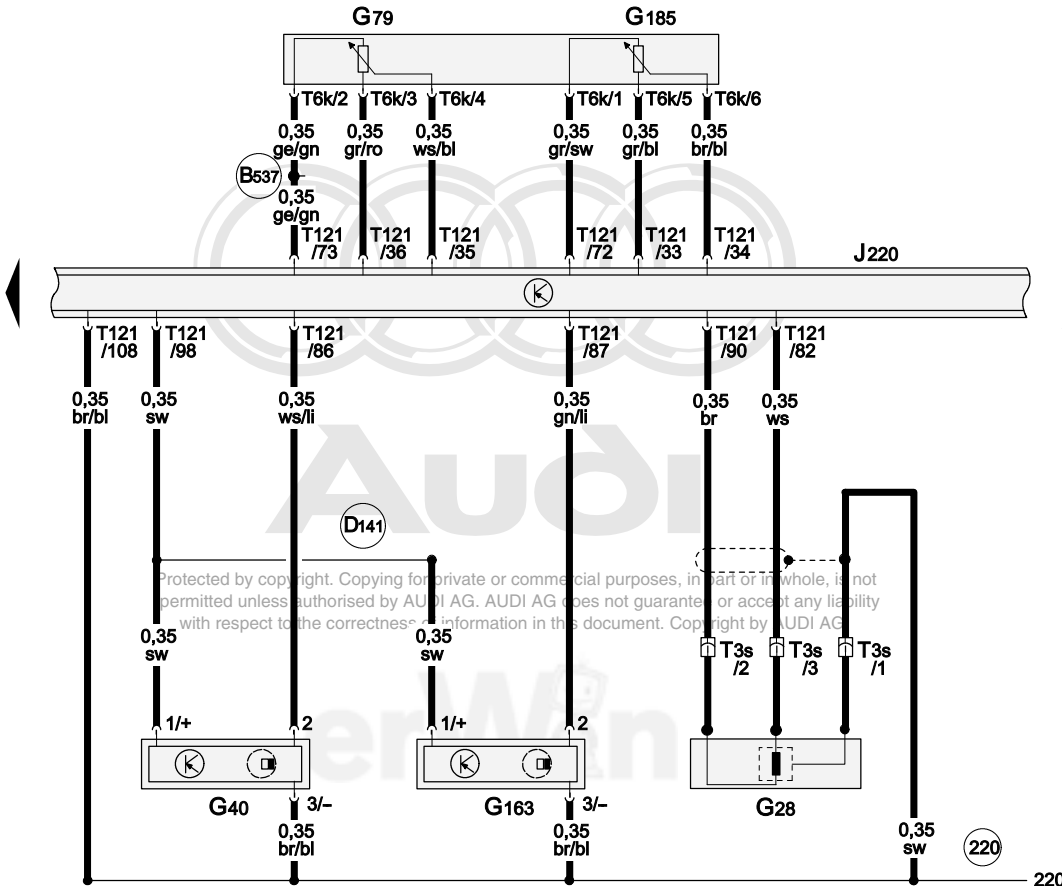 G79 G185
T6k/2 T6k/3 T6k/4 T6k/1 T6k/5 T6k/6
0,35 0,35 0,35 0,35 0,35 0,35
ge/gn gr/ro ws/bl gr/sw gr/bl br/bl
B537
0,35
ge/gn
T121 T121 T121 T121 T121 T121
/73 /36 /35 /72 /33 /34
J220
T121 T121 T121 T121 T121 T121
/108 /98 /86 /87 /90 /82
0,35 0,35 0,35 0,35 0,35 0,35
br/bl sw ws/li gn/li br ws
Audi
D141
Protected by copyright. Copying for private or commercial purposes, in part or in whole, is not
permitted unless authorised by AUDI AG. AUDI AG does not guarantee or accept any liability
with respect to the correctness of information in this document. Copyright by AUDI AG.
0,35 0,35
sw sw
T3s T3s T3s
/2 /3 /1
erWin
1/+ 2 1/+ 2
G40 G163 G28
3/– 3/–
0,35 0,35 0,35
br/bl br/bl sw
220
220